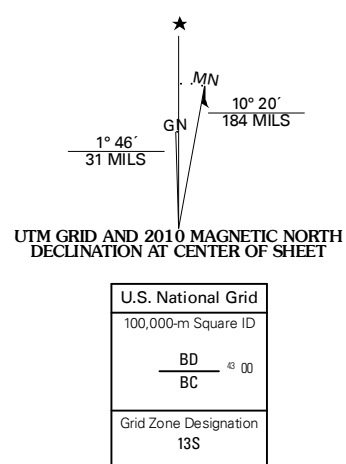 ★
MN
GN
10° 20´
184 MILS
1° 46´
31 MILS
UTM GRID AND 2010 MAGNETIC NORTH
DECLINATION AT CENTER OF SHEET
U.S. National Grid
100,000-m Square ID
BD
43 00
BC
Grid Zone Designation
13S